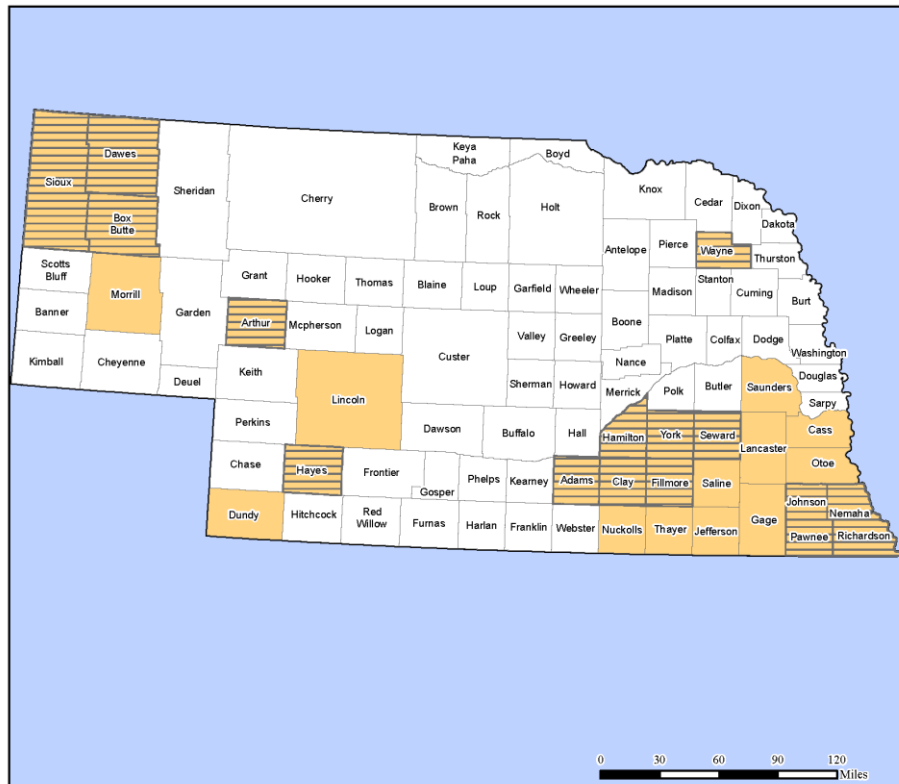 Keya
Paha
Boyd
Dawes
Sioux
Sheridan
Cherry
Knox
Cedar
Dixon
Dakota
Box
Butte
Brown
Rock
Holt
Antelope
Pierce
Wayne
Thurston
Scotts
Bluff
Morrill
Grant
Hooker
Thomas
Blaine
Loup
Garfield
Wheeler
Madison
Stanton
Cuming
Burt
Banner
Garden
Arthur
Mcpherson
Logan
Custer
Valley
Greeley
Boone
Platte
Colfax
Dodge
Washington
Kimball
Cheyenne
Deuel
Keith
Lincoln
Sherman
Howard
Nance
Merrick
Polk
Butler
Saunders
Douglas
Sarpy
Perkins
Dawson
Buffalo
Hall
Hamilton
York
Seward
Lancaster
Cass
Otoe
Chase
Hayes
Frontier
Gosper
Phelps
Kearney
Adams
Clay
Fillmore
Saline
Johnson
Nemaha
Dundy
Hitchcock
Red
Willow
Furnas
Harlan
Franklin
Webster
Nuckolls
Thayer
Jefferson
Gage
Pawnee
Richardson
0 30 60 90 120
Miles